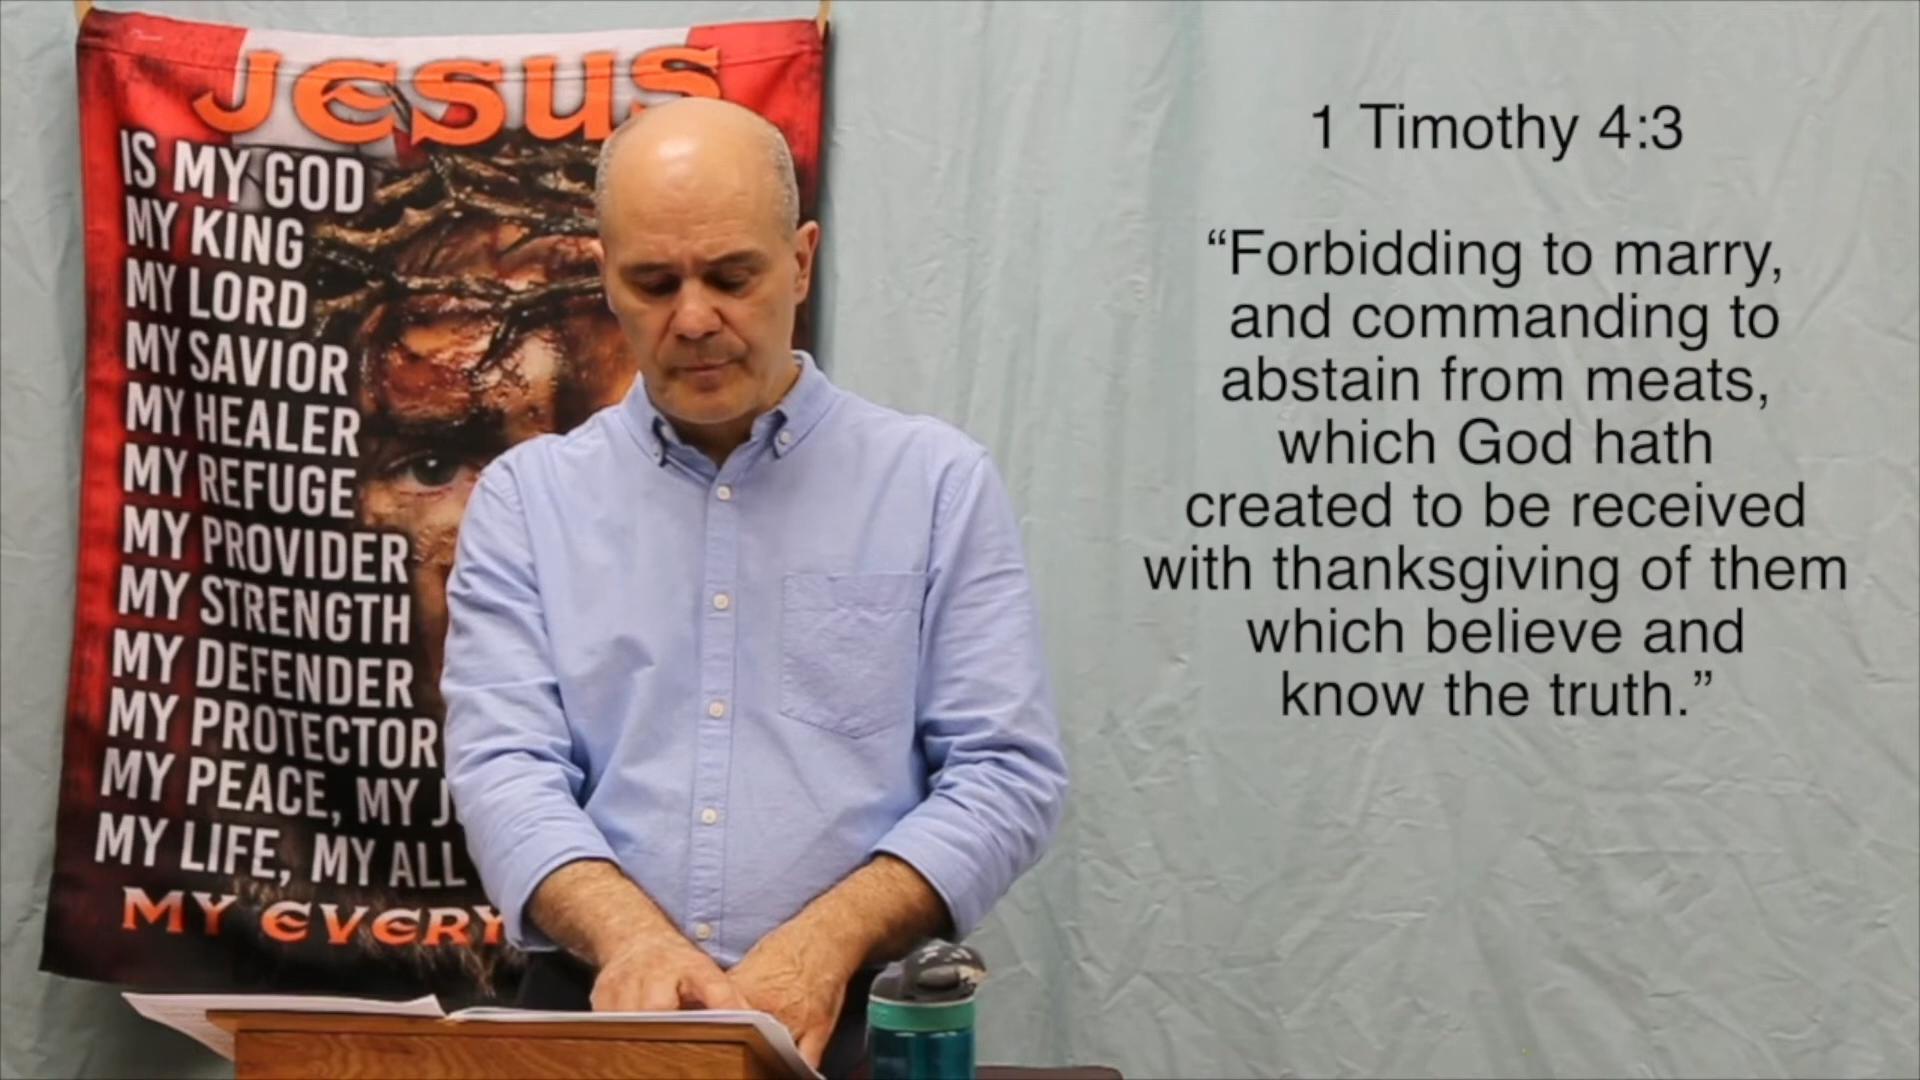 JESUS
IS MY GOD
MY KING
MY LORD
MY SAVIOR
MY HEALER
MY REFUGE
MY PROVIDER
MY STRENGTH
MY DEFENDER
MY PROTECTOR
MY PEACE, MY
MY LIFE, MY ALL
MY EVERY
1 Timothy 4:3
“Forbidding to marry,
and commanding to
abstain from meats,
which God hath
created to be received
with thanksgiving of them
which believe and
know the truth.”